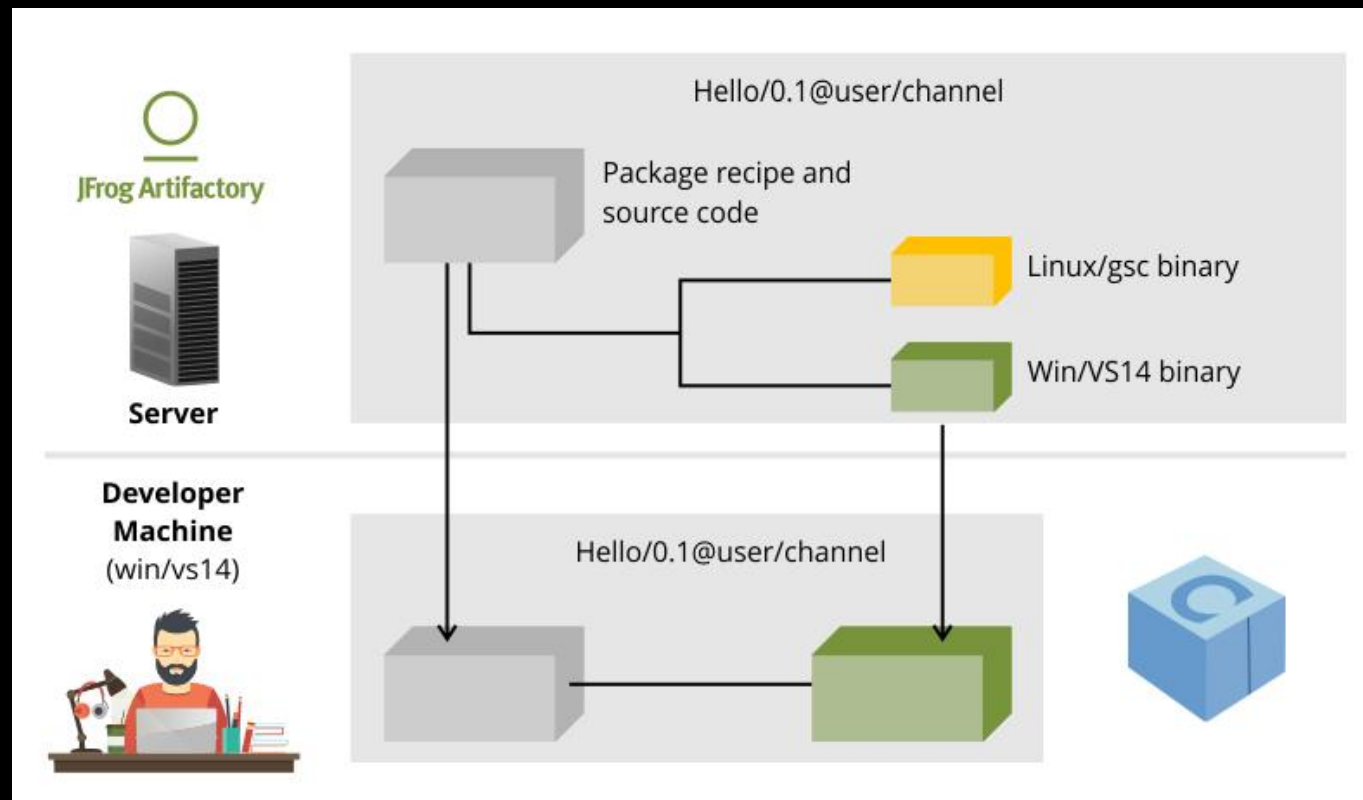 Hello/0.1@user/channel
JFrog Artifactory
Package recipe and
source code
Linux/gsc binary
Win/VS14 binary
Server
Developer
Machine
(win/vs14)
Hello/0.1@user/channel